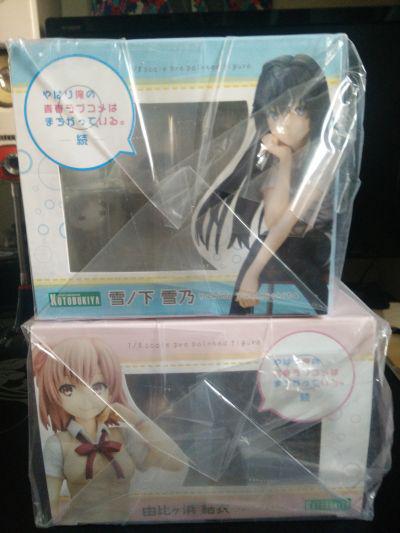 1/8 scale pre painted figure
やはり俺の
青春ラブコメは
まちがっている。
続
KOTOBUKIYA
雪ノ下 雪乃
1/8 scale pre painted figure
やはり俺の
青春ラブコメは
まちがっている。
続
由比ヶ浜 結衣
KOTOBUKIYA